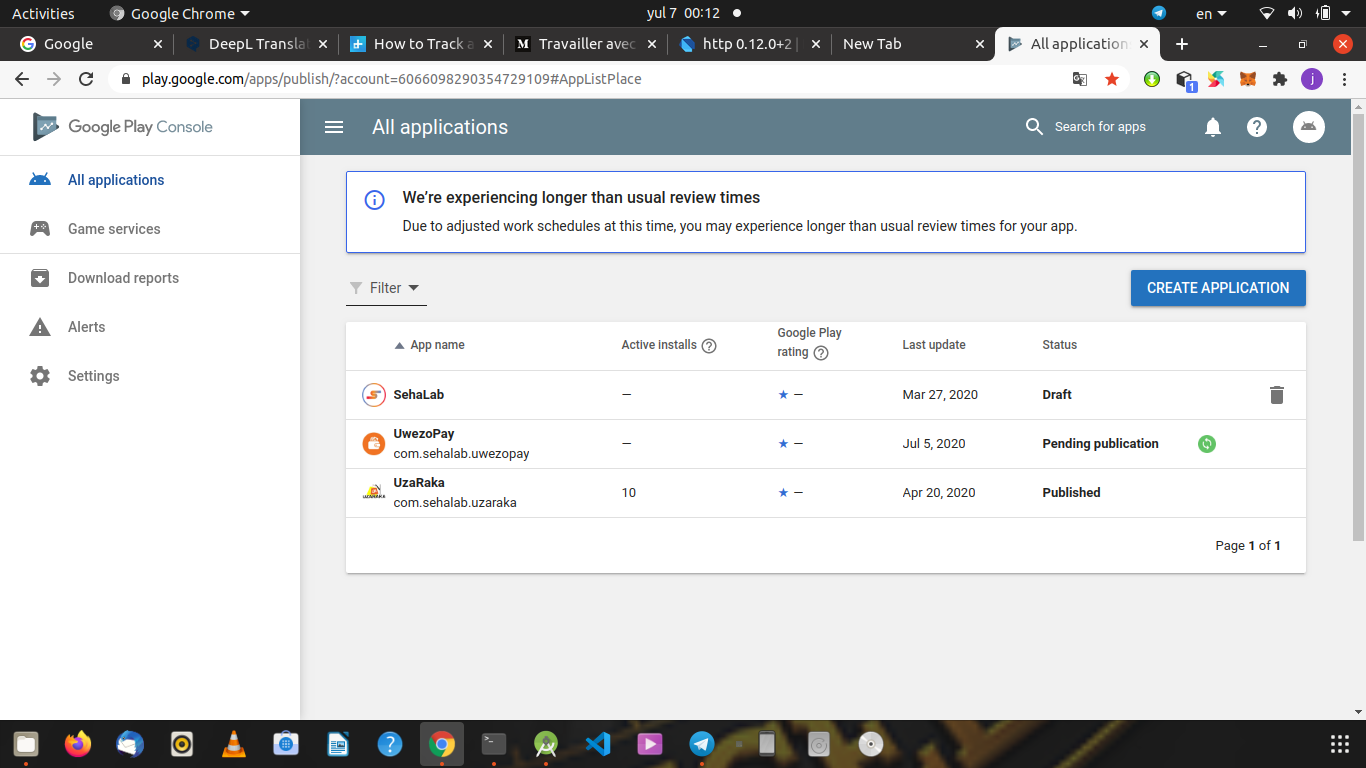 Activities
Google Chrome
yul 7 00:12
en
Google
DeepL Transla
How to Track a
Travailler avec
http 0.12.0+2 |
New Tab
All application
play.google.com/apps/publish/?account=6066098290354729109#AppListPlace
1
j
Google Play Console
All applications
Search for apps
All applications
Game services
Download reports
Alerts
Settings
We're experiencing longer than usual review times
Due to adjusted work schedules at this time, you may experience longer than usual review times for your app.
Filter
CREATE APPLICATION
App name
Active installs
Google Play
rating
Last update
Status
SehaLab
—
—
Mar 27, 2020
Draft
UwezoPay
com.sehalab.uwezopay
—
—
Jul 5, 2020
Pending publication
UzaRaka
com.sehalab.uzaraka
10
—
Apr 20, 2020
Published
Page 1 of 1